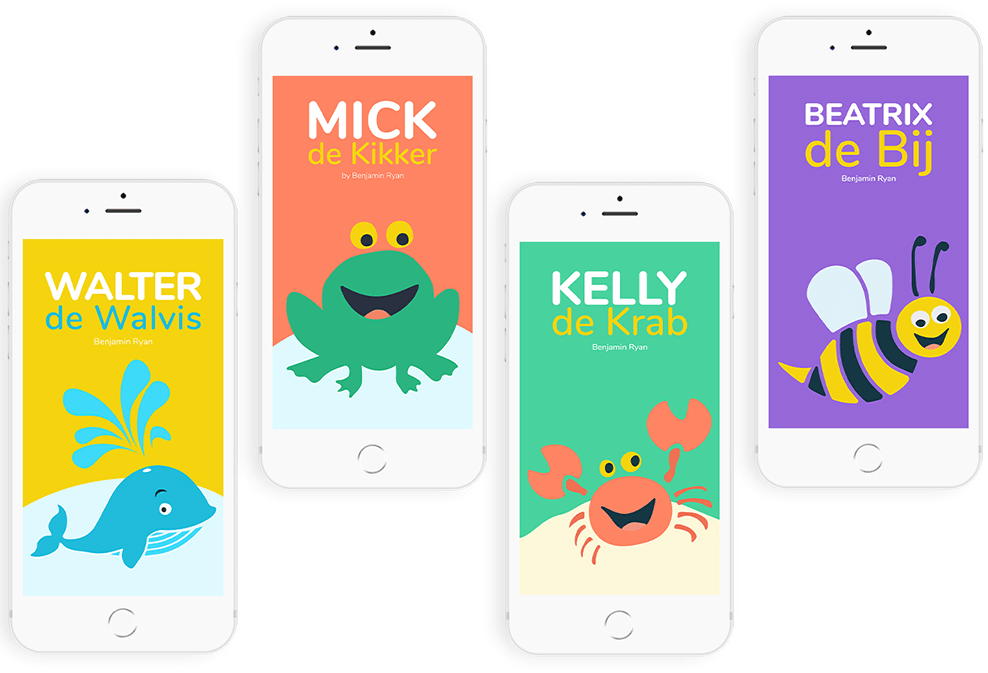 WALTER
de Walvis
Benjamin Ryan
MICK
de Kikker
by Benjamin Ryan
KELLY
de Krab
Benjamin Ryan
BEATRIX
de Bij
Benjamin Ryan